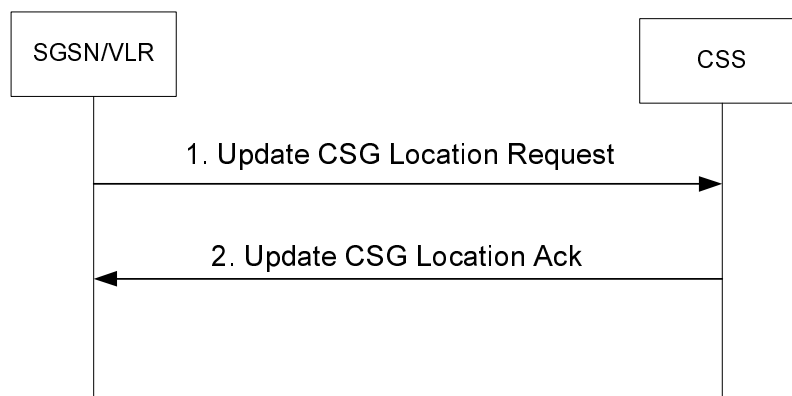 SGSN/VLR
CSS
1. Update CSG Location Request
2. Update CSG Location Ack